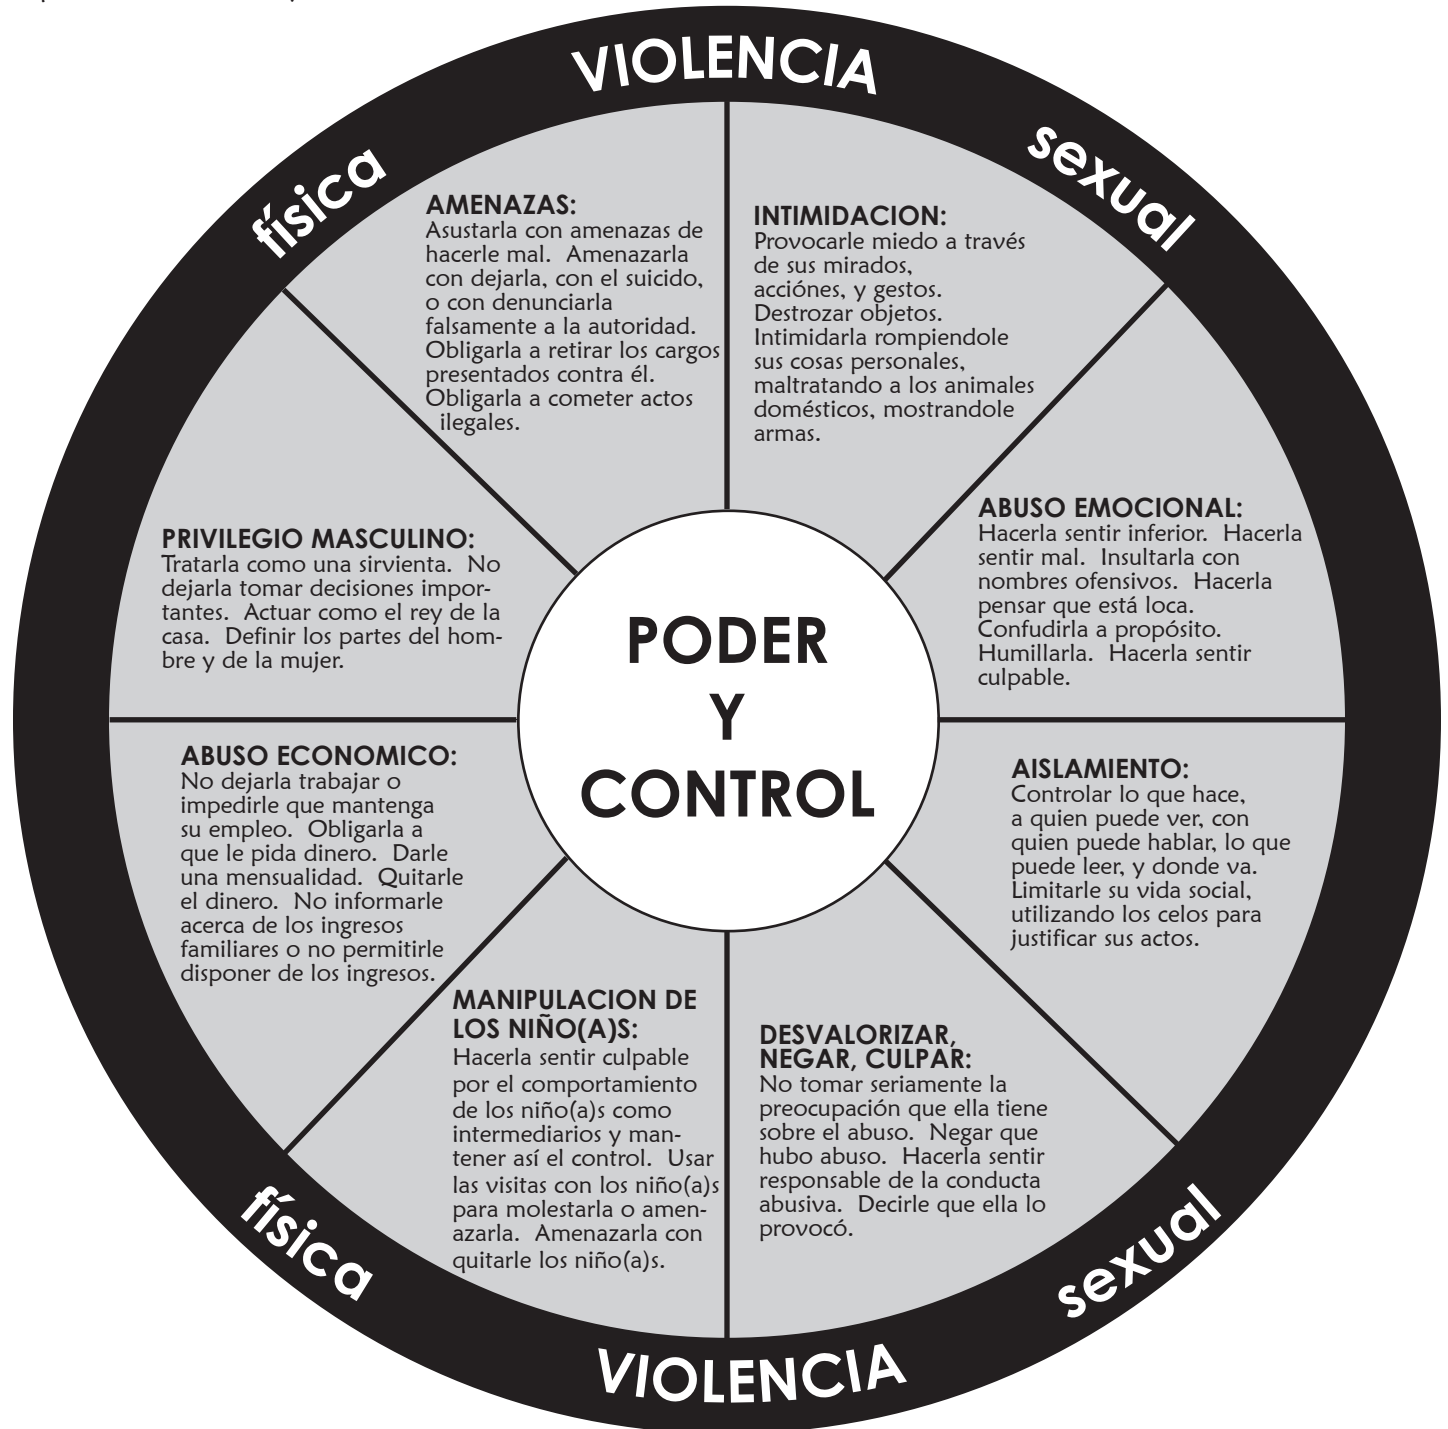 VIOLENCIA
física
sexual
AMENAZAS:
Asustarla con amenazas de
hacerle mal.  Amenazarla
con dejarla, con el suicido,
o con denunciarla
falsamente a la autoridad.
Obligarla a retirar los cargos
presentados contra él.
Obligarla a cometer actos
ilegales.
INTIMIDACION:
Provocarle miedo a través
de sus mirados,
acciónes, y gestos.
Destrozar objetos.
Intimidarla rompiendole
sus cosas personales,
maltratando a los animales
domésticos, mostrandole
armas.
PRIVILEGIO MASCULINO:
Tratarla como una sirvienta.  No
dejarla tomar decisiones impor-
tantes.  Actuar como el rey de la
casa.  Definir los partes del hom-
bre y de la mujer.
ABUSO EMOCIONAL:
Hacerla sentir inferior.  Hacerla
sentir mal.  Insultarla con
nombres ofensivos.  Hacerla
pensar que está loca.
Confudirla a propósito.
Humillarla.  Hacerla sentir
culpable.
PODER
Y
CONTROL
ABUSO ECONOMICO:
No dejarla trabajar o
impedirle que mantenga
su empleo.  Obligarla a
que le pida dinero.  Darle
una mensualidad.  Quitarle
el dinero.  No informarle
acerca de los ingresos
familiares o no permitirle
disponer de los ingresos.
AISLAMIENTO:
Controlar lo que hace,
a quien puede ver, con
quien puede hablar, lo que
puede leer, y donde va.
Limitarle su vida social,
utilizando los celos para
justificar sus actos.
MANIPULACION DE
LOS NIÑO(A)S:
Hacerla sentir culpable
por el comportamiento
de los niño(a)s como
intermediarios y man-
tener así el control.  Usar
las visitas con los niño(a)s
para molestarla o amen-
azarla.  Amenazarla con
quitarle los niño(a)s.
DESVALORIZAR,
NEGAR, CULPAR:
No tomar seriamente la
preocupación que ella tiene
sobre el abuso.  Negar que
hubo abuso.  Hacerla sentir
responsable de la conducta
abusiva.  Decirle que ella lo
provocó.
física
sexual
VIOLENCIA